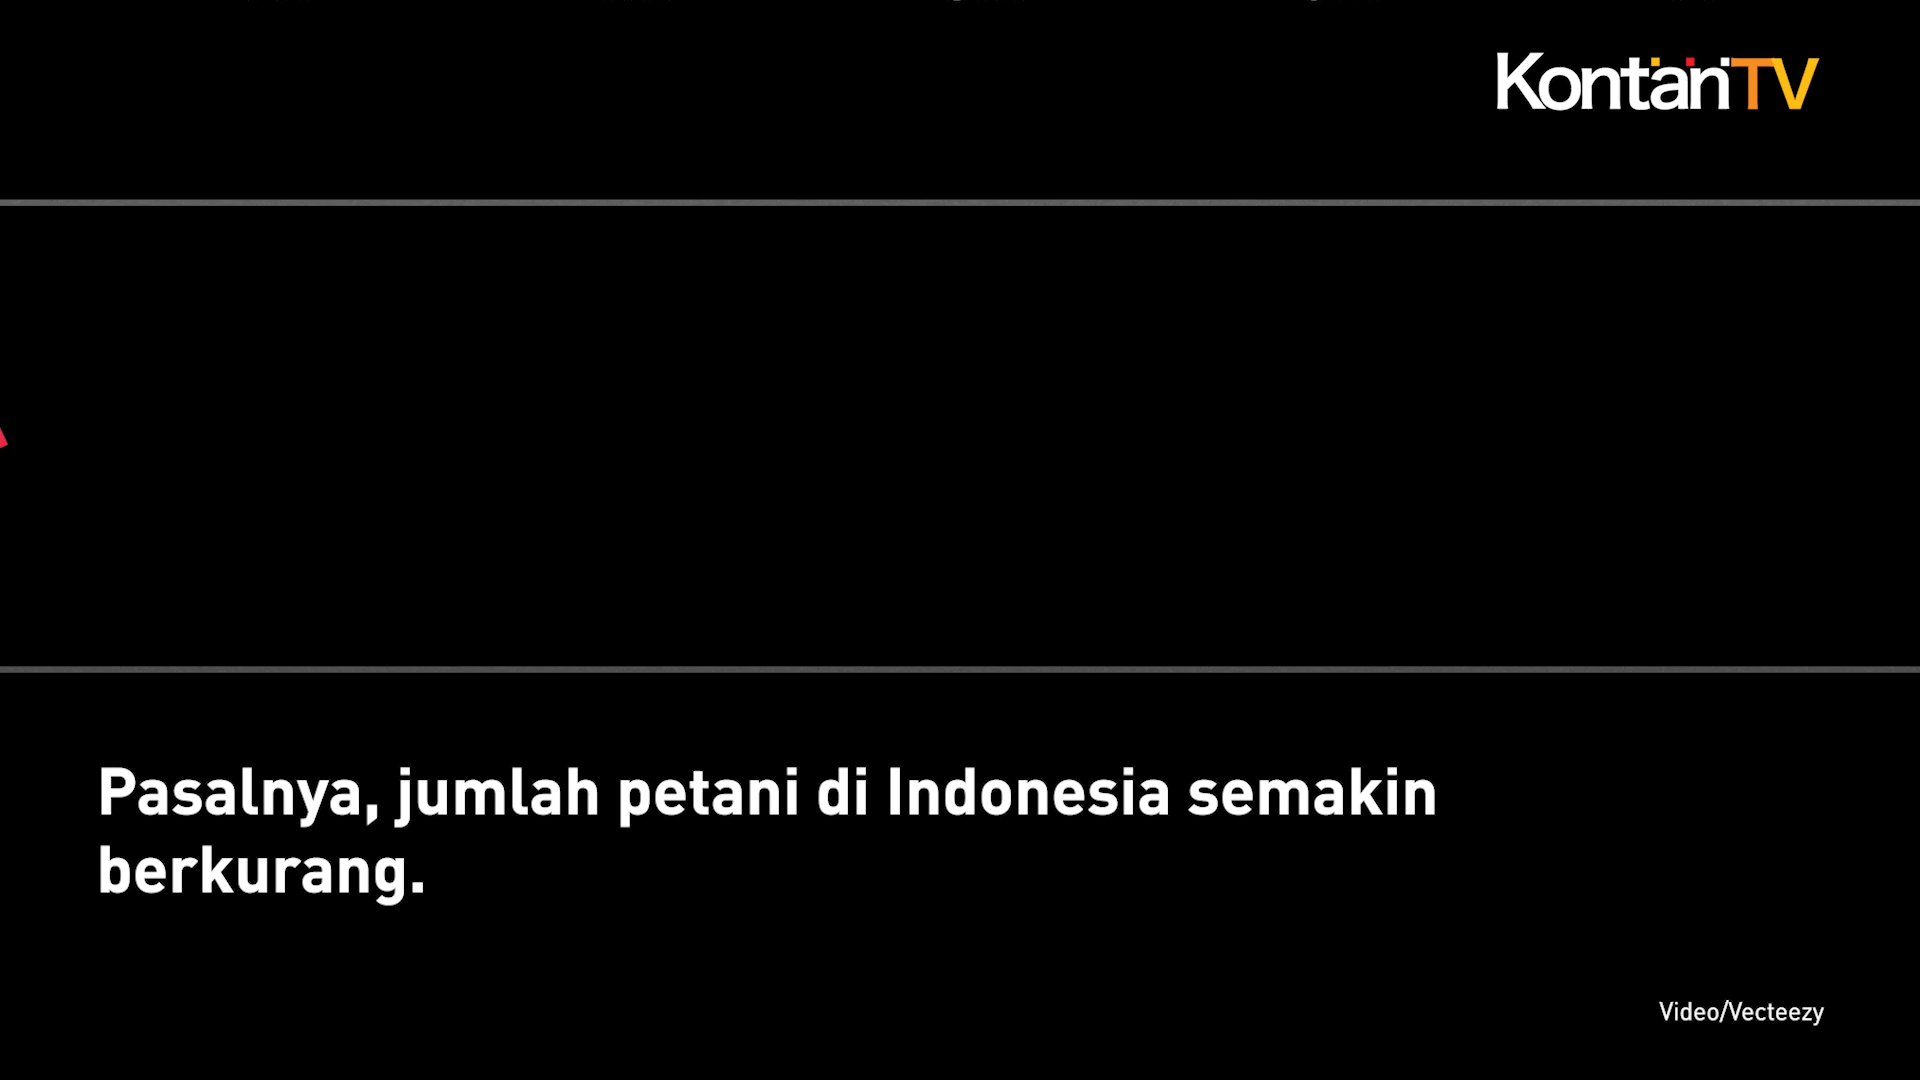 KontanTV
Pasalnya, jumlah petani di Indonesia semakin
berkurang.
Video/Vecteezy